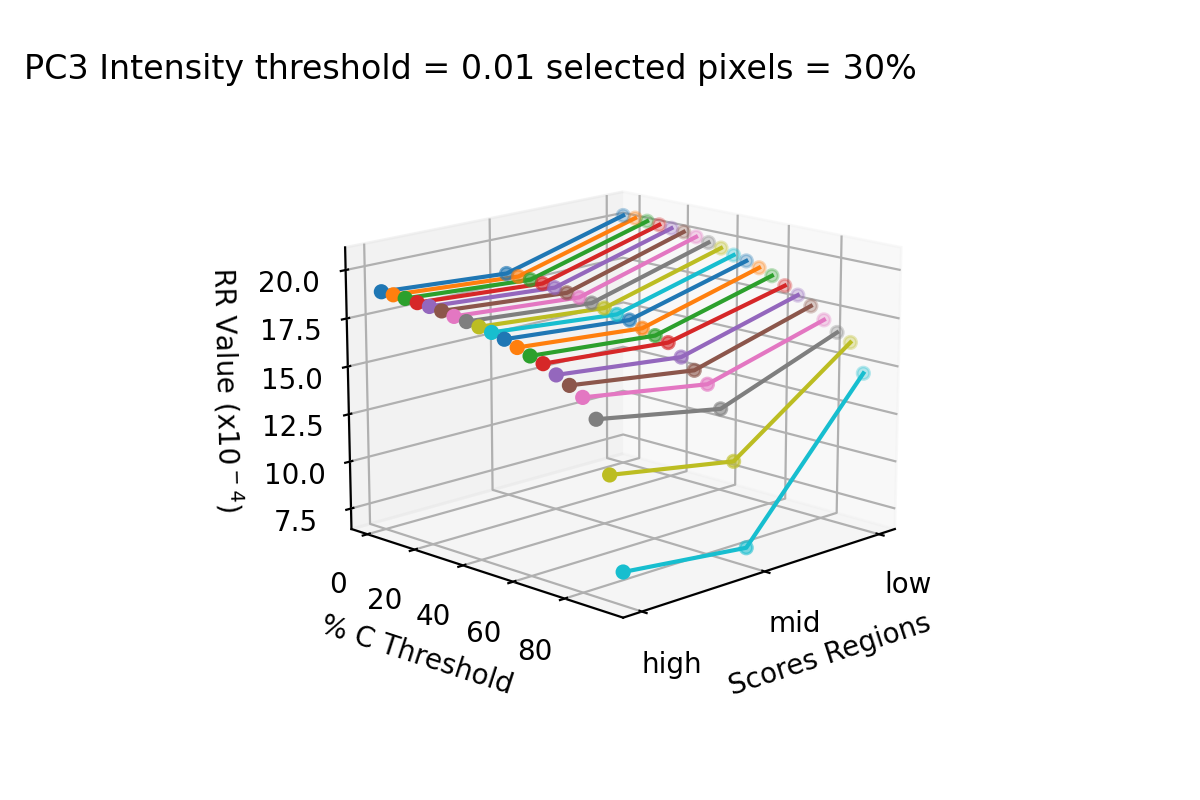 PC3 Intensity threshold = 0.01 selected pixels = 30%
RR Value (x10⁻⁴)
20.0
17.5
15.0
12.5
10.0
7.5
0
20
40
60
80
% C Threshold
high
mid
low
Scores Regions